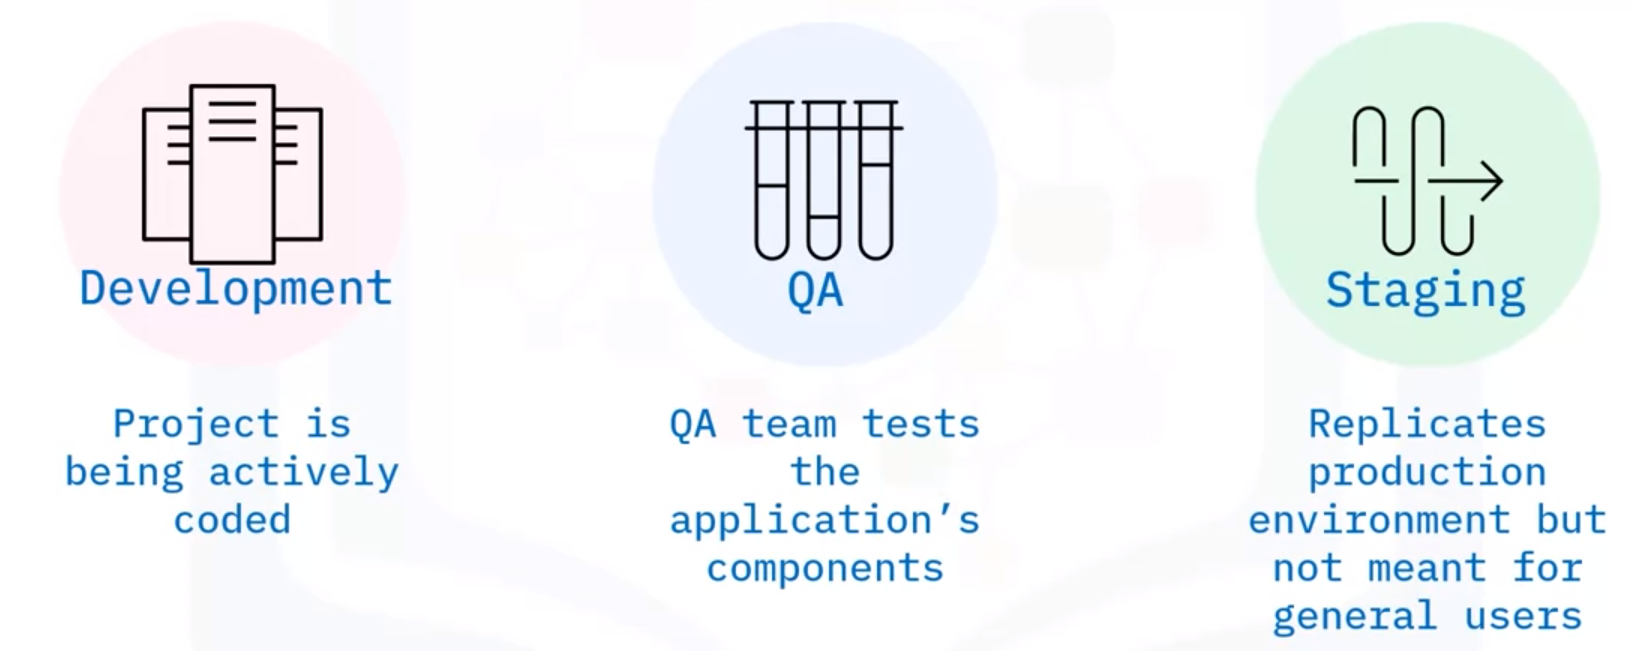 Development
Project is
being actively
coded
QA
QA team tests
the
application’s
components
Staging
Replicates
production
environment but
not meant for
general users